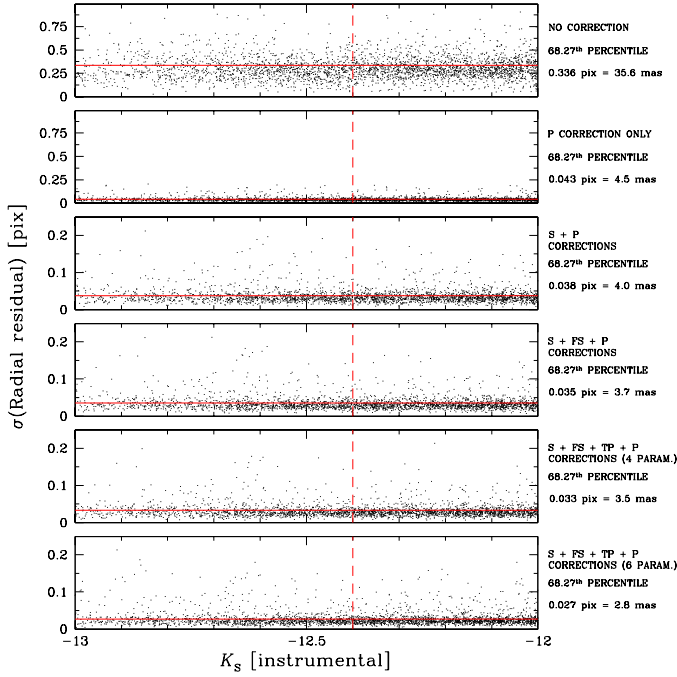 0.75
0.5
0.25
0
NO CORRECTION
68.27th PERCENTILE
0.336 pix = 35.6 mas
0.75
0.5
0.25
0
P CORRECTION ONLY
68.27th PERCENTILE
0.043 pix = 4.5 mas
σ(Radial residual) [pix]
0.2
0.1
0
S + P
CORRECTIONS
68.27th PERCENTILE
0.038 pix = 4.0 mas
0.2
0.1
0
S + FS + P
CORRECTIONS
68.27th PERCENTILE
0.035 pix = 3.7 mas
0.2
0.1
0
S + FS + TP + P
CORRECTIONS (4 PARAM.)
68.27th PERCENTILE
0.033 pix = 3.5 mas
0.2
0.1
0
S + FS + TP + P
CORRECTIONS (6 PARAM.)
68.27th PERCENTILE
0.027 pix = 2.8 mas
−13 −12.5 −12
KS [instrumental]